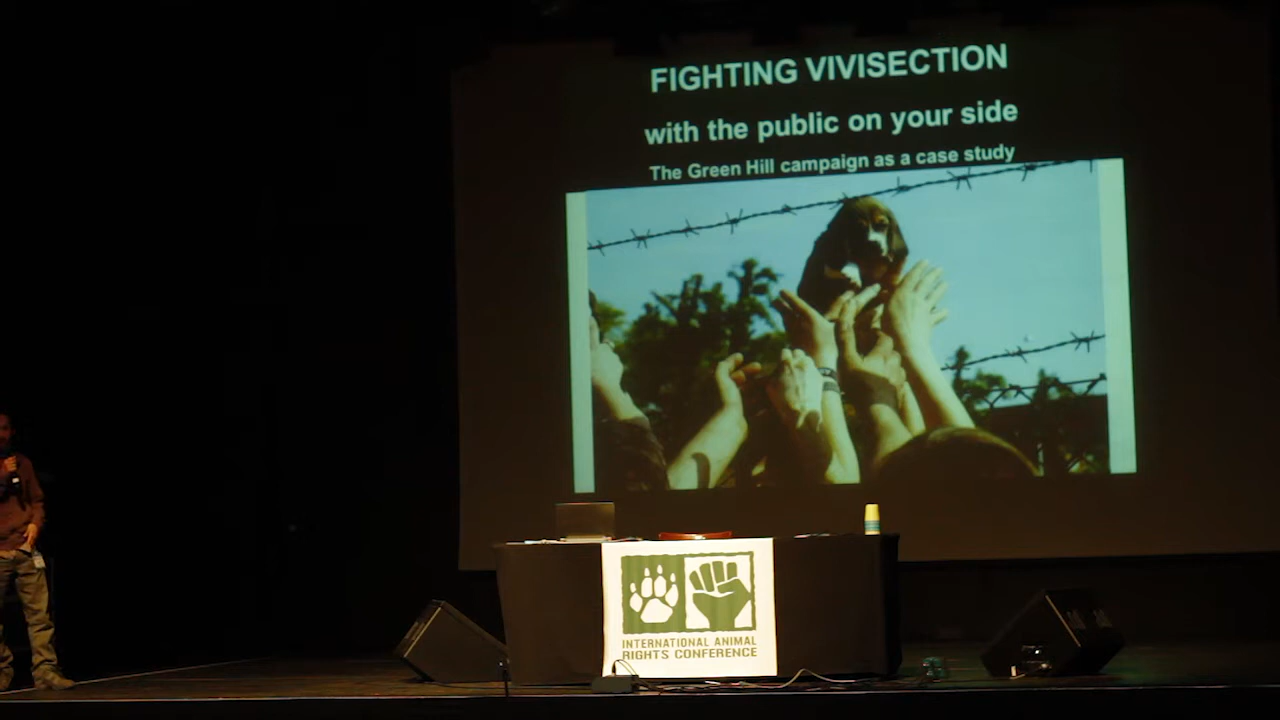 FIGHTING VIVISECTION
with the public on your side
The Green Hill campaign as a case study
INTERNATIONAL ANIMAL
RIGHTS CONFERENCE